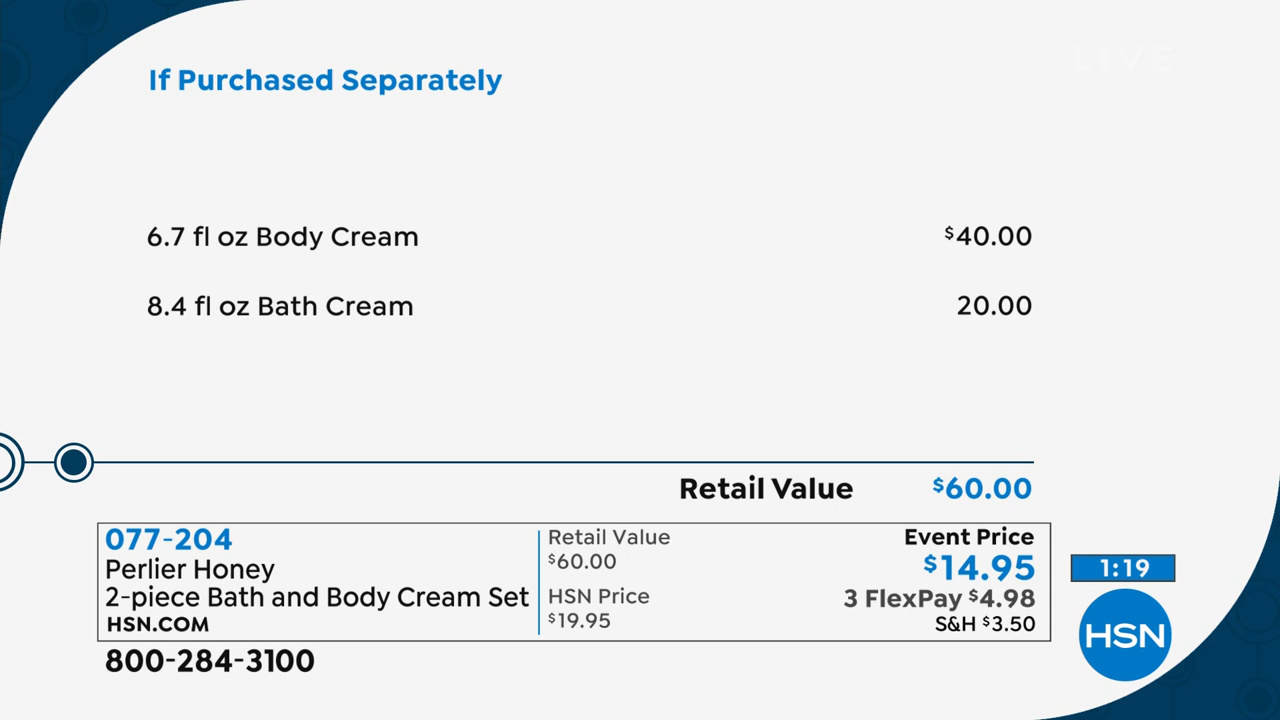 LIVE
If Purchased Separately
6.7 fl oz Body Cream $40.00
8.4 fl oz Bath Cream 20.00
Retail Value $60.00
077-204
Perlier Honey
2-piece Bath and Body Cream Set
HSN.COM
Retail Value
$60.00
HSN Price
$19.95
Event Price
$14.95
3 FlexPay $4.98
S&H $3.50
800-284-3100
1:19
HSN